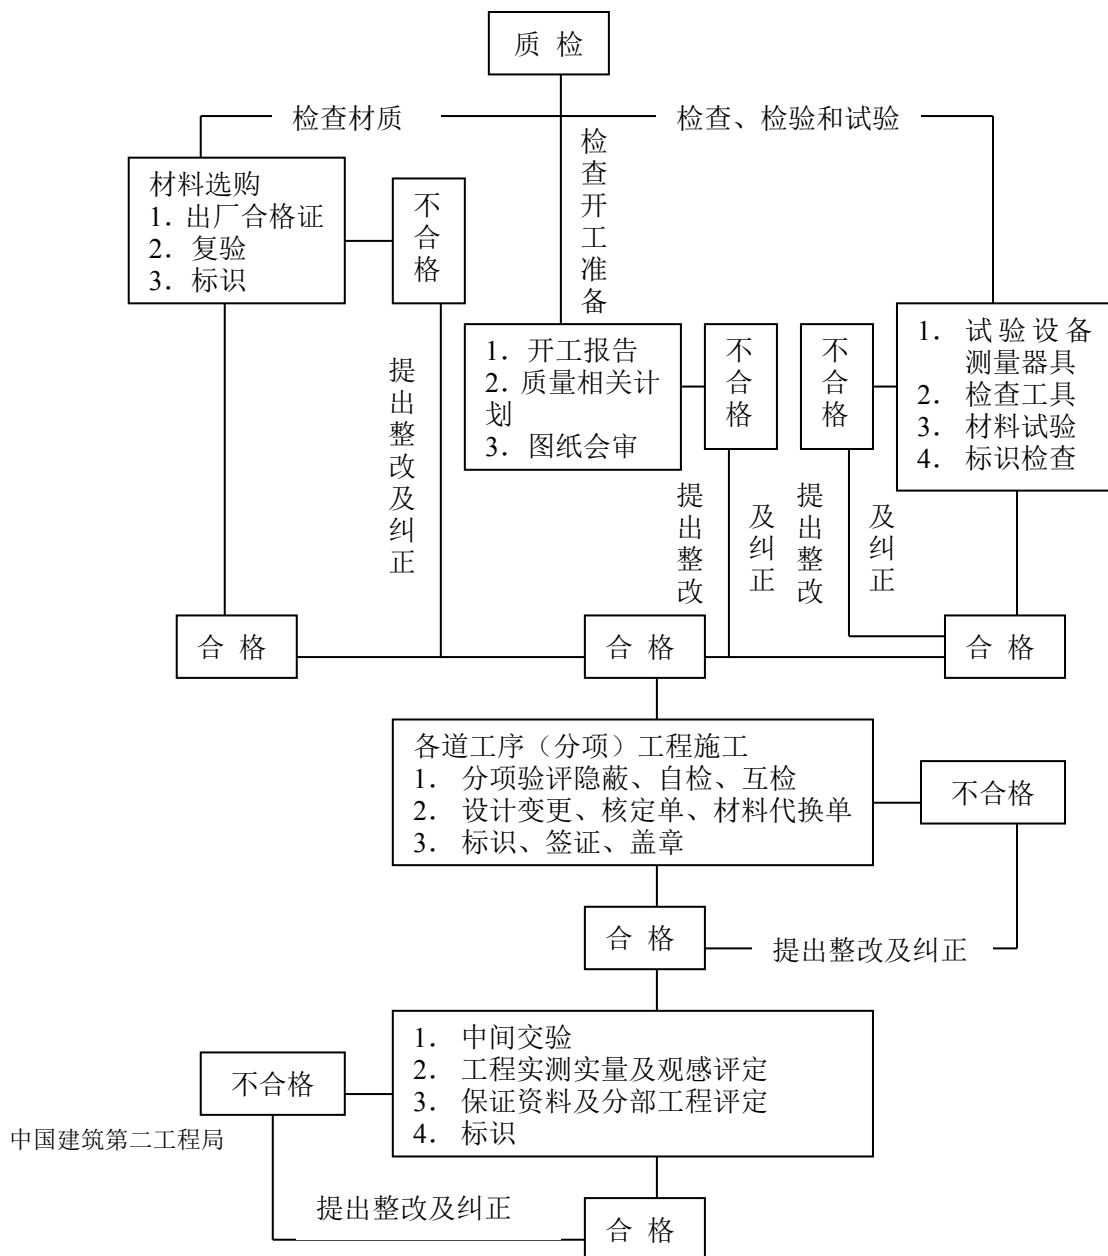 质 检
检查材质
检查、检验和试验
检查开工准备
材料选购
1. 出厂合格证
2. 复验
3. 标识
不合格
提出整改及纠正
1. 开工报告
2. 质量相关计
划
3. 图纸会审
不合格
提出整改
及纠正
不合格
提出整改
及纠正
1. 试验设备
测量器具
2. 检查工具
3. 材料试验
4. 标识检查
合 格
合 格
合 格
各道工序（分项）工程施工
1. 分项验评隐蔽、自检、互检
2. 设计变更、核定单、材料代换单
3. 标识、签证、盖章
不合格
合 格
提出整改及纠正
1. 中间交验
2. 工程实测实量及观感评定
3. 保证资料及分部工程评定
4. 标识
不合格
中国建筑第二工程局
提出整改及纠正
合 格